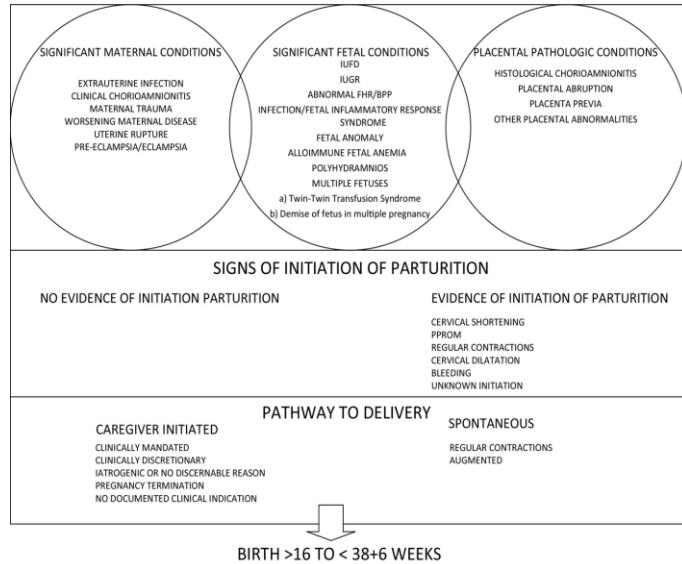 SIGNIFICANT MATERNAL CONDITIONS
EXTRAUTERINE INFECTION
CLINICAL CHORIOAMNIONITIS
MATERNAL TRAUMA
WORSENING MATERNAL DISEASE
UTERINE RUPTURE
PRE-ECLAMPSIA/ECLAMPSIA
SIGNIFICANT FETAL CONDITIONS
IUFD
IUGR
ABNORMAL FHR/BPP
INFECTION/FETAL INFLAMMATORY RESPONSE
SYNDROME
FETAL ANOMALY
ALLOIMMUNE FETAL ANEMIA
POLYHYDRAMNIOS
MULTIPLE FETUSES
a) Twin-Twin Transfusion Syndrome
b) Demise of fetus in multiple pregnancy
PLACENTAL PATHOLOGIC CONDITIONS
HISTOLOGICAL CHORIOAMNIONITIS
PLACENTAL ABRUPTION
PLACENTA PREVIA
OTHER PLACENTAL ABNORMALITIES
SIGNS OF INITIATION OF PARTURITION
NO EVIDENCE OF INITIATION PARTURITION
EVIDENCE OF INITIATION OF PARTURITION
CERVICAL SHORTENING
PPROM
REGULAR CONTRACTIONS
CERVICAL DILATATION
BLEEDING
UNKNOWN INITIATION
PATHWAY TO DELIVERY
CAREGIVER INITIATED
CLINICALLY MANDATED
CLINICALLY DISCRETIONARY
IATROGENIC OR NO DISCERNABLE REASON
PREGNANCY TERMINATION
NO DOCUMENTED CLINICAL INDICATION
SPONTANEOUS
REGULAR CONTRACTIONS
AUGMENTED
BIRTH >16 TO < 38+6 WEEKS